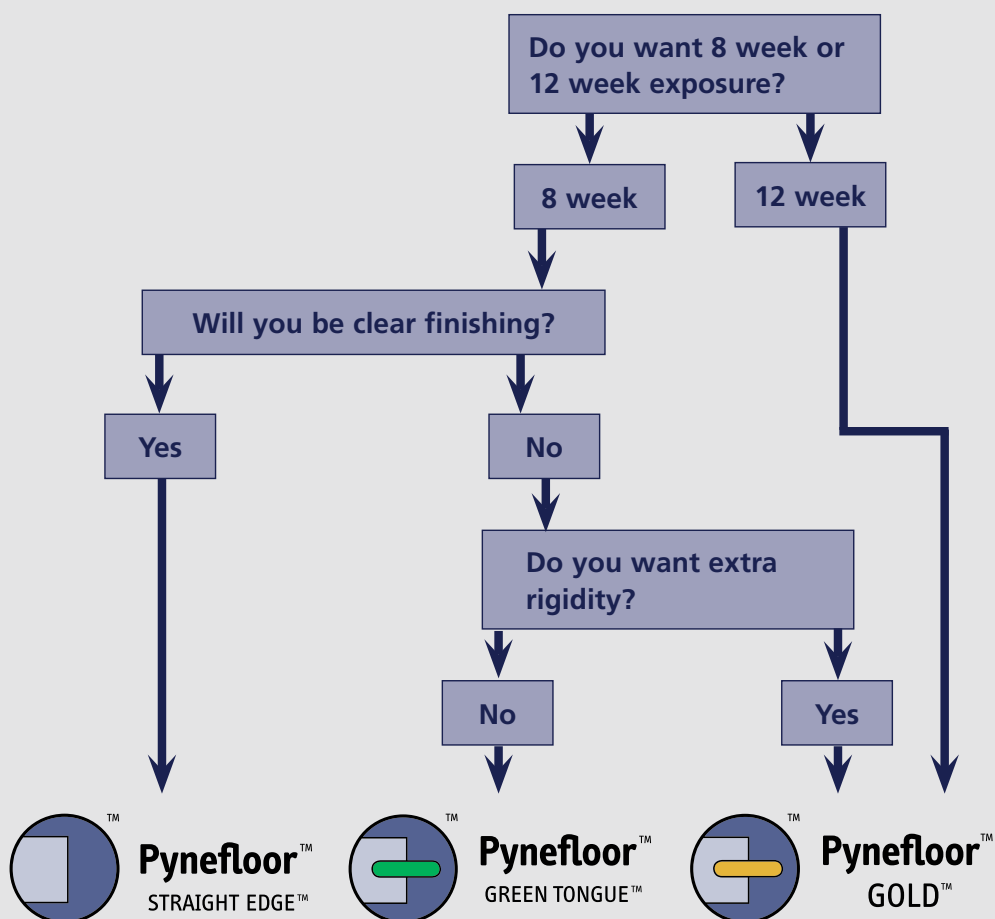 Do you want 8 week or
12 week exposure?
8 week
12 week
Will you be clear finishing?
Yes
No
Do you want extra
rigidity?
No
Yes
™
Pynefloor™
STRAIGHT EDGE™
™
Pynefloor™
GREEN TONGUE™
™
Pynefloor™
GOLD™